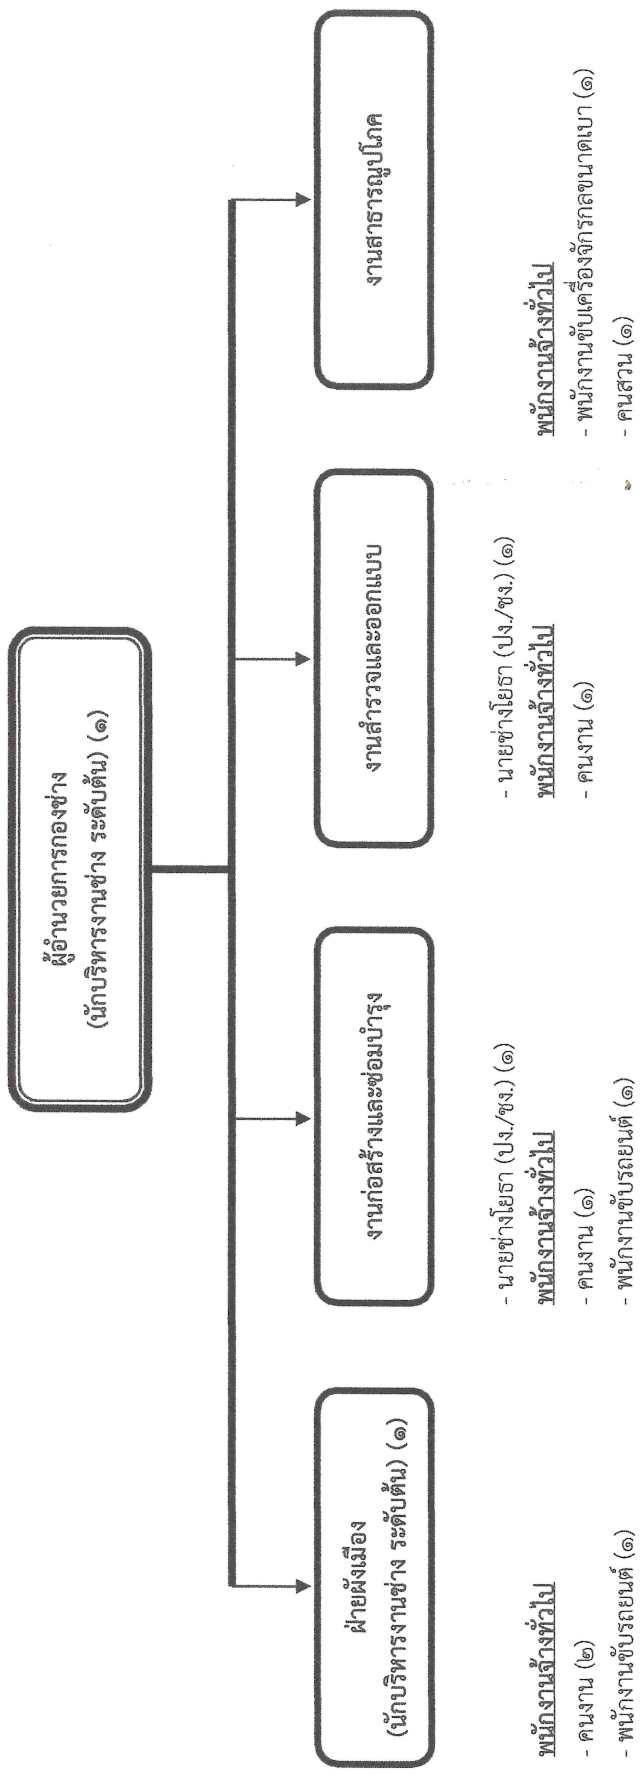 ผู้อำนวยการกองช่าง
(นักบริหารงานช่าง ระดับต้น) (๑)
ฝ่ายผังเมือง
(นักบริหารงานช่าง ระดับต้น) (๑)
พนักงานจ้างทั่วไป
- คนงาน (๒)
- พนักงานขับรถยนต์ (๑)
งานก่อสร้างและซ่อมบำรุง
- นายช่างโยธา (ปง./ชง.) (๑)
พนักงานจ้างทั่วไป
- คนงาน (๑)
- พนักงานขับรถยนต์ (๑)
งานสำรวจและออกแบบ
- นายช่างโยธา (ปง./ชง.) (๑)
พนักงานจ้างทั่วไป
- คนงาน (๑)
งานสาธารณูปโภค
พนักงานจ้างทั่วไป
- พนักงานขับเครื่องจักรกลขนาดเบา (๑)
- คนสวน (๑)